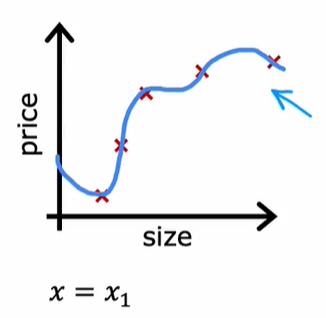 price
size
x = x₁